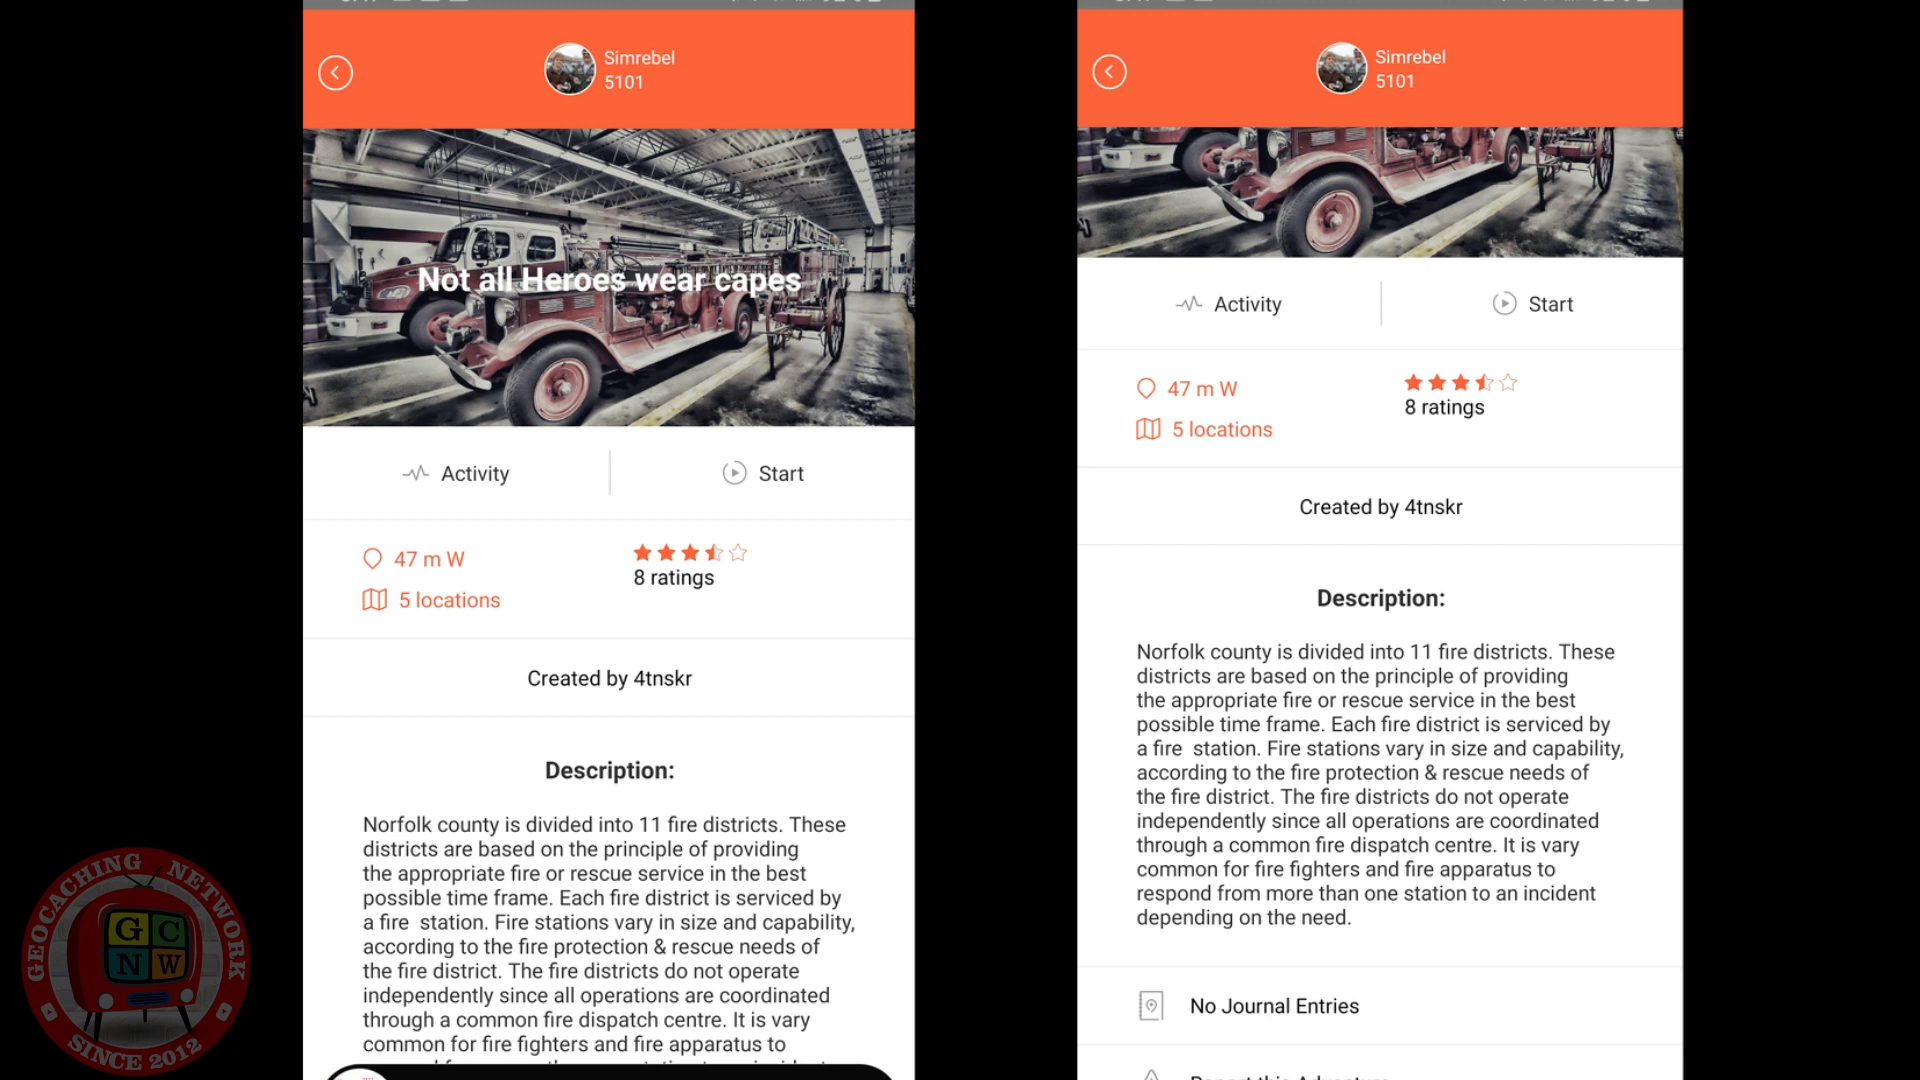 Simrebel
5101
Not all Heroes wear capes
Activity
Start
47 m W
8 ratings
5 locations
Created by 4tnskr
Description:
Norfolk county is divided into 11 fire districts. These
districts are based on the principle of providing
the appropriate fire or rescue service in the best
possible time frame. Each fire district is serviced by
a fire station. Fire stations vary in size and capability,
according to the fire protection & rescue needs of
the fire district. The fire districts do not operate
independently since all operations are coordinated
through a common fire dispatch centre. It is vary
common for fire fighters and fire apparatus to
Simrebel
5101
Activity
Start
47 m W
8 ratings
5 locations
Created by 4tnskr
Description:
Norfolk county is divided into 11 fire districts. These
districts are based on the principle of providing
the appropriate fire or rescue service in the best
possible time frame. Each fire district is serviced by
a fire station. Fire stations vary in size and capability,
according to the fire protection & rescue needs of
the fire district. The fire districts do not operate
independently since all operations are coordinated
through a common fire dispatch centre. It is vary
common for fire fighters and fire apparatus to
respond from more than one station to an incident
depending on the need.
No Journal Entries
Report this Adventure
GEOCACHING NETWORK
G C
N W
SINCE 2012